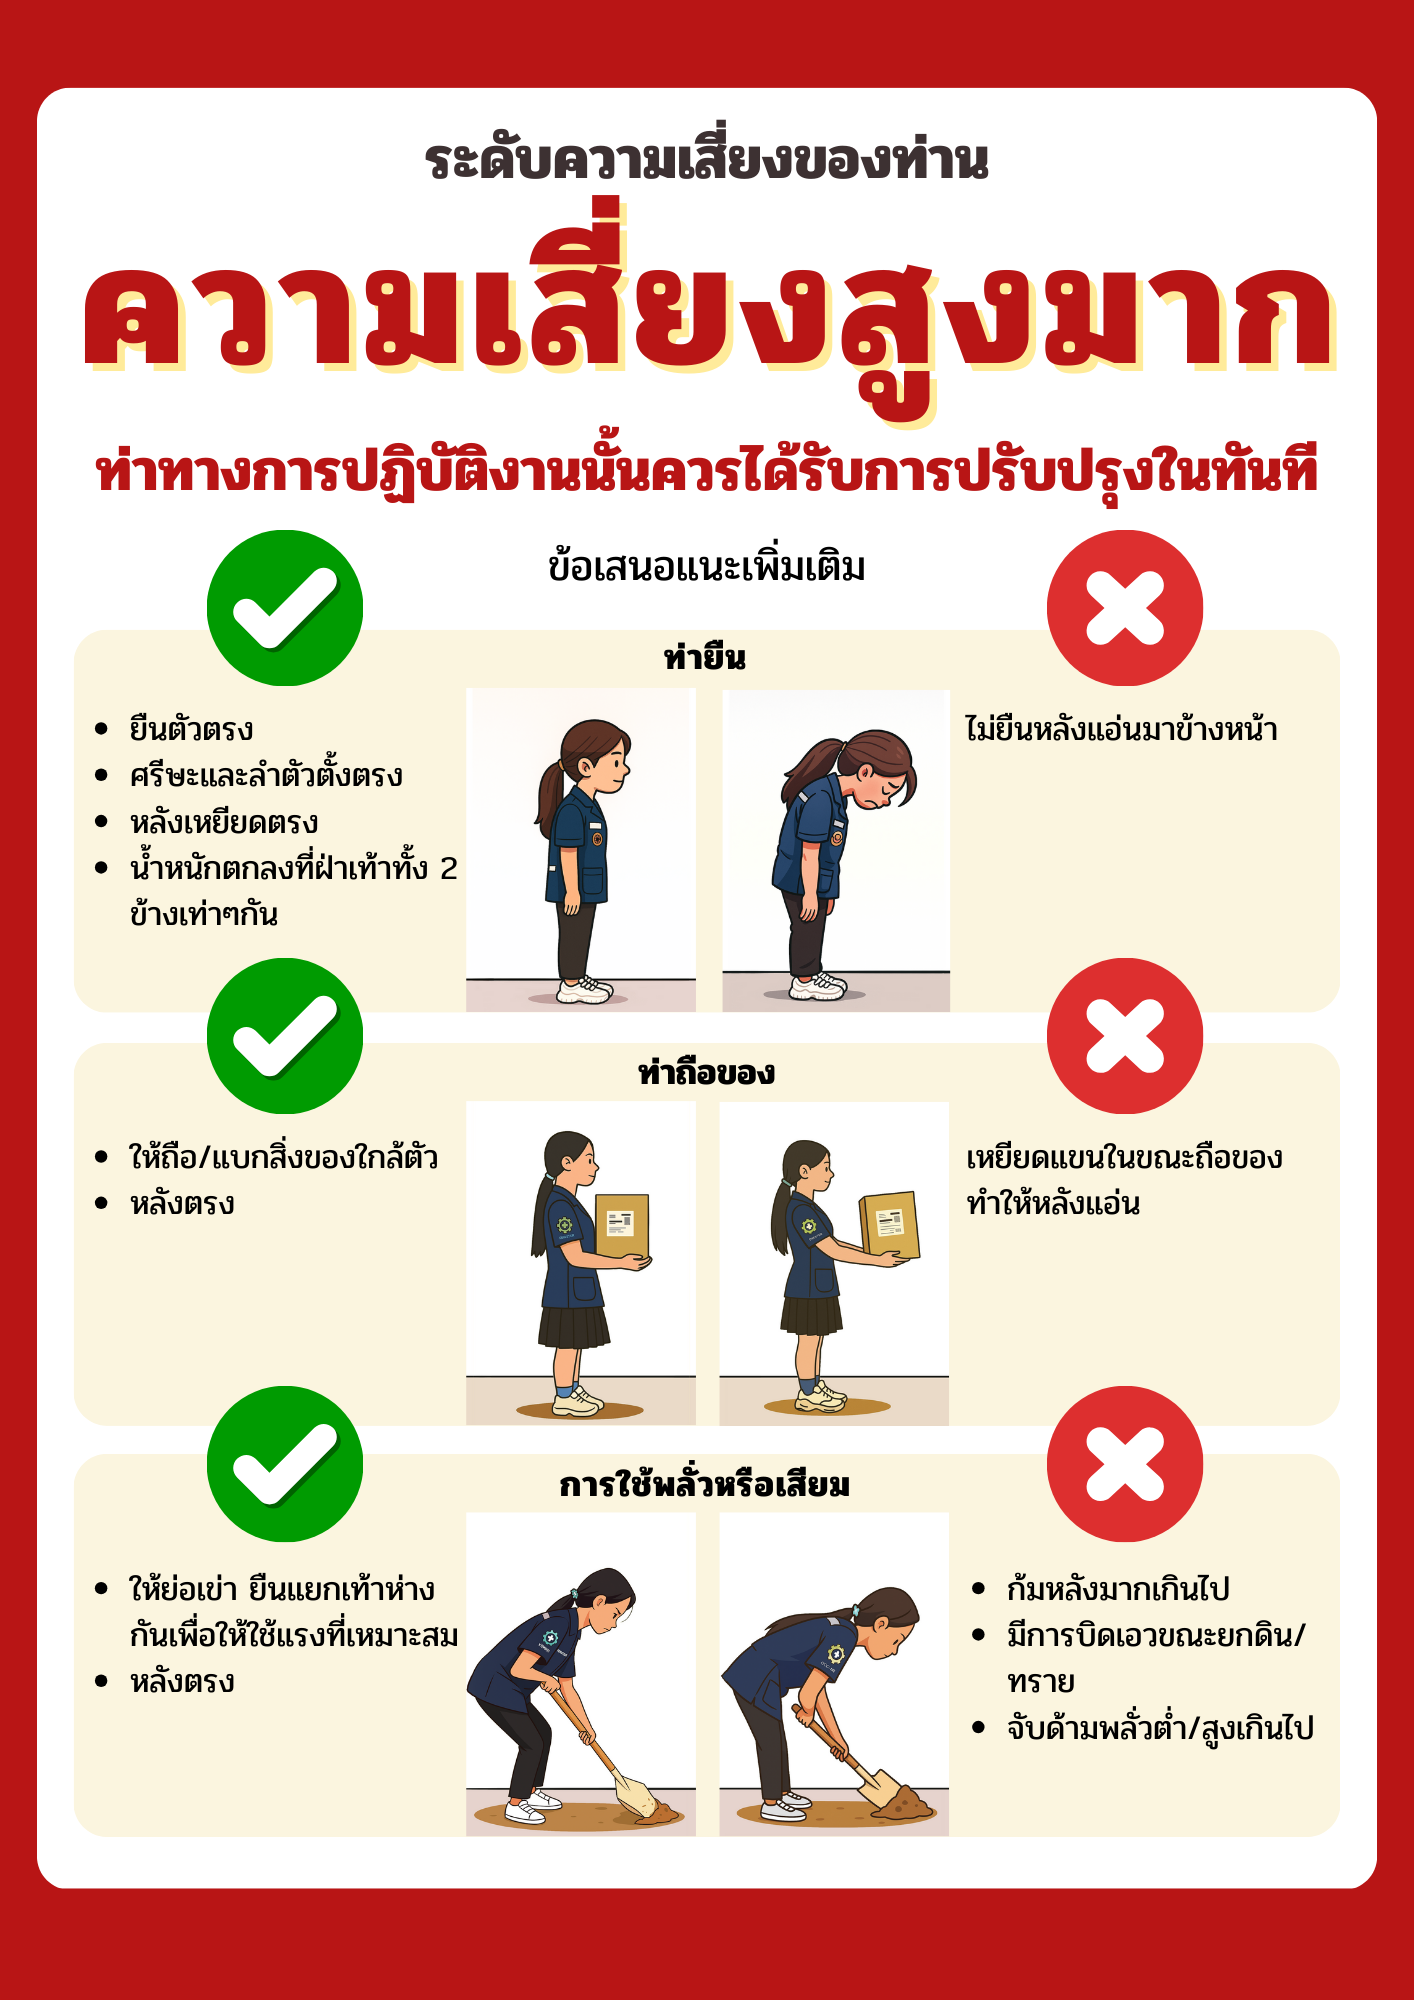 ระดับความเสี่ยงของท่าน
ความเสี่ยงสูงมาก
ท่าทางการปฏิบัติงานนั้นควรได้รับการปรับปรุงในทันที
ข้อเสนอแนะเพิ่มเติม
ท่ายืน
• ยืนตัวตรง
• ศรีษะและลำตัวตั้งตรง
• หลังเหยียดตรง
• น้ำหนักตกลงที่ฝ่าเท้าทั้ง 2
ข้างเท่าๆกัน
ไม่ยืนหลังแอ่นมาข้างหน้า
ท่าถือของ
• ให้ถือ/แบกสิ่งของใกล้ตัว
• หลังตรง
เหยียดแขนในขณะถือของ
ทำให้หลังแอ่น
การใช้พลั่วหรือเสียม
• ให้ย่อเข่า ยืนแยกเท้าห่าง
กันเพื่อให้ใช้แรงที่เหมาะสม
• หลังตรง
• ก้มหลังมากเกินไป
• มีการบิดเอวขณะยกดิน/
ทราย
• จับด้ามพลั่วต่ำ/สูงเกินไป